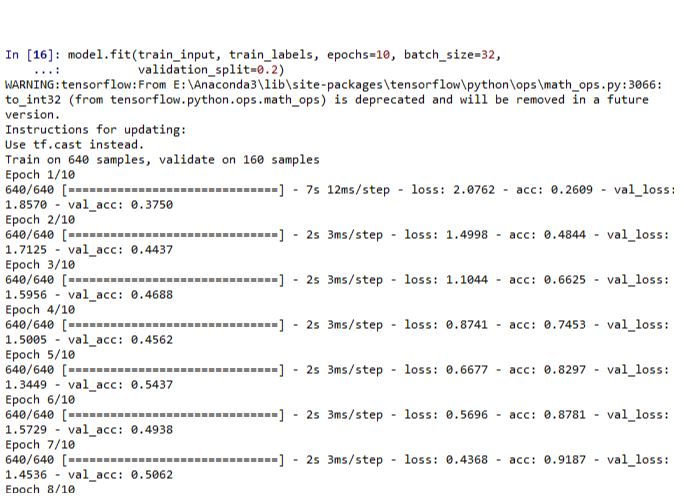 In [16]: model.fit(train_input, train_labels, epochs=10, batch_size=32,
    ...:           validation_split=0.2)
WARNING:tensorflow:From E:\Anaconda3\lib\site-packages\tensorflow\python\ops\math_ops.py:3066:
to_int32 (from tensorflow.python.ops.math_ops) is deprecated and will be removed in a future
version.
Instructions for updating:
Use tf.cast instead.
Train on 640 samples, validate on 160 samples
Epoch 1/10
640/640 [==============================] - 7s 12ms/step - loss: 2.0762 - acc: 0.2609 - val_loss:
1.8570 - val_acc: 0.3750
Epoch 2/10
640/640 [==============================] - 2s 3ms/step - loss: 1.4998 - acc: 0.4844 - val_loss:
1.7125 - val_acc: 0.4437
Epoch 3/10
640/640 [==============================] - 2s 3ms/step - loss: 1.1044 - acc: 0.6625 - val_loss:
1.5956 - val_acc: 0.4688
Epoch 4/10
640/640 [==============================] - 2s 3ms/step - loss: 0.8741 - acc: 0.7453 - val_loss:
1.5005 - val_acc: 0.4562
Epoch 5/10
640/640 [==============================] - 2s 3ms/step - loss: 0.6677 - acc: 0.8297 - val_loss:
1.3449 - val_acc: 0.5437
Epoch 6/10
640/640 [==============================] - 2s 3ms/step - loss: 0.5696 - acc: 0.8781 - val_loss:
1.5729 - val_acc: 0.4938
Epoch 7/10
640/640 [==============================] - 2s 3ms/step - loss: 0.4368 - acc: 0.9187 - val_loss:
1.4536 - val_acc: 0.5062
Epoch 8/10